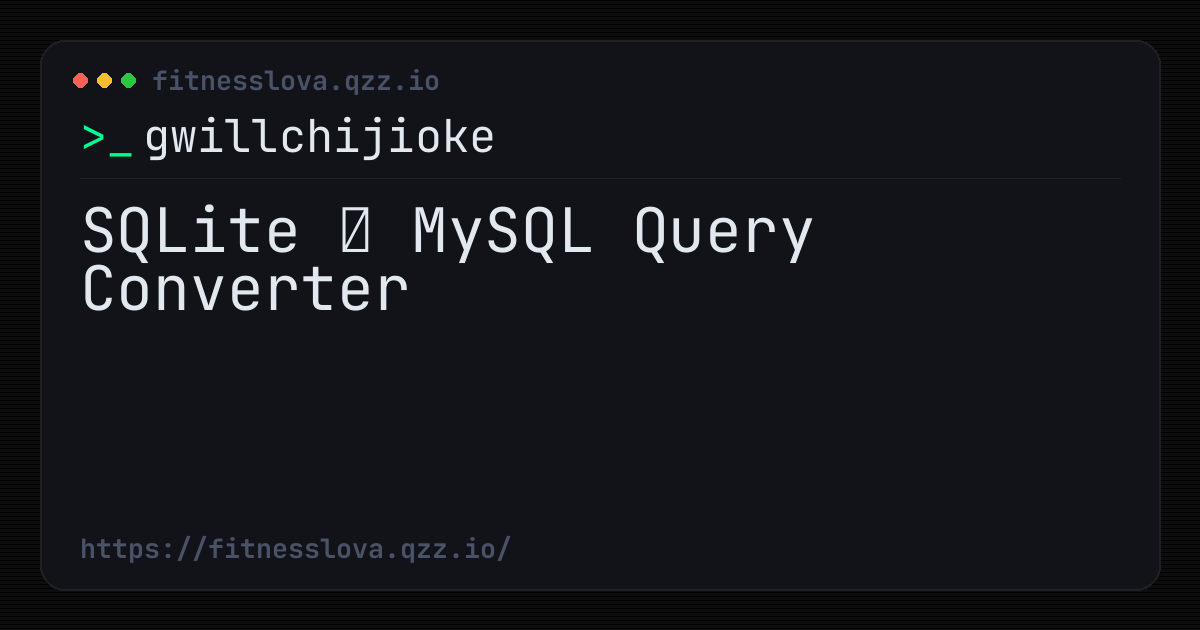 fitnesslova.qzz.io
>_ gwillchijioke
SQLite › MySQL Query
Converter
https://fitnesslova.qzz.io/